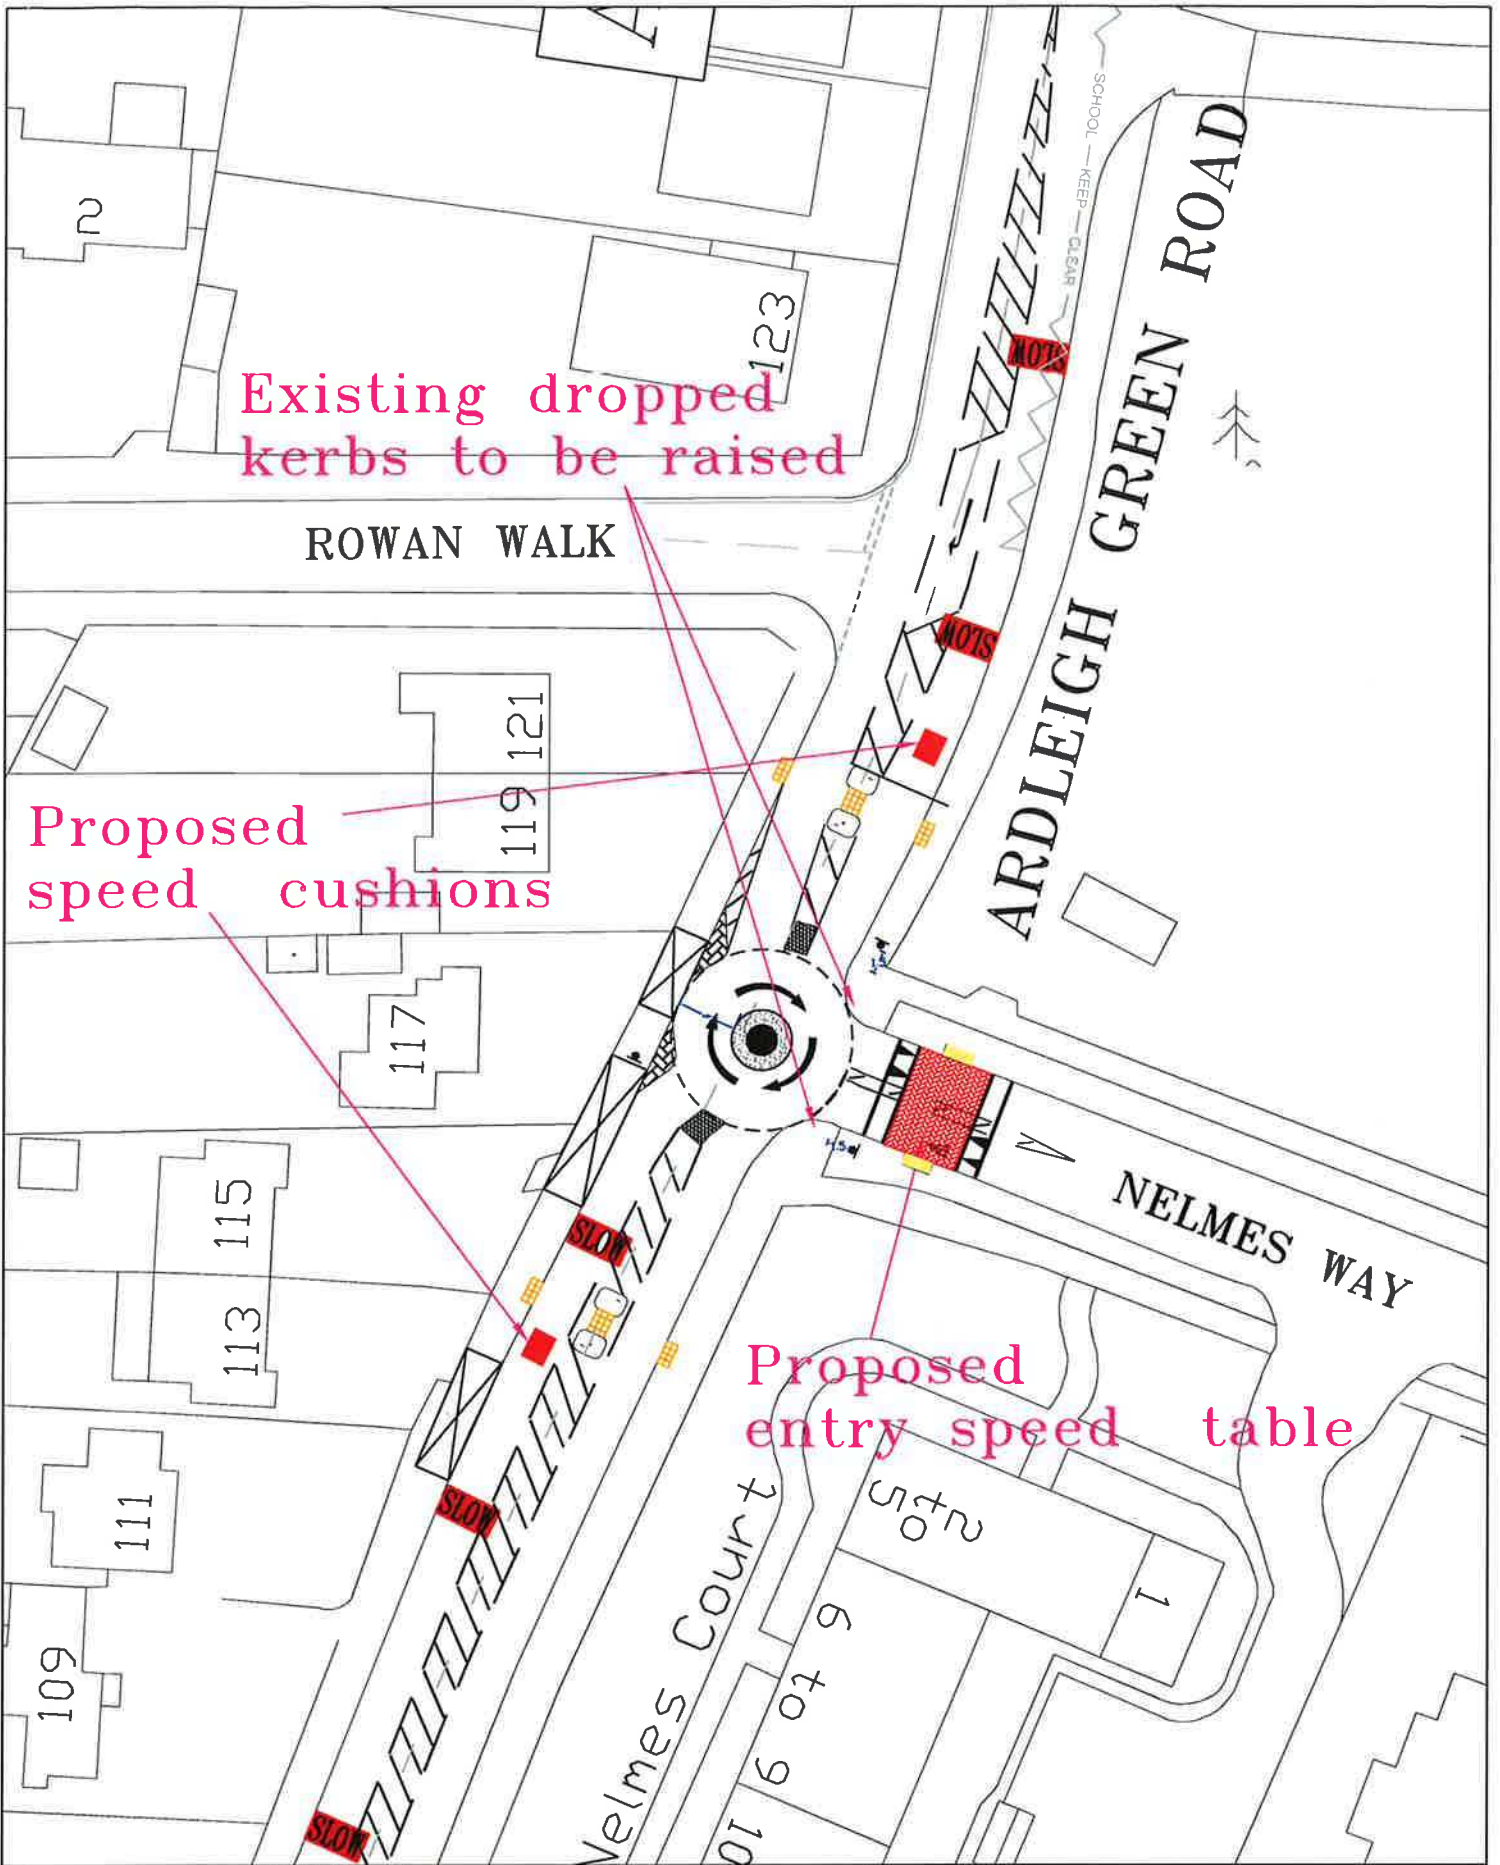 A
SCHOOL KEEP CLEAR
2
123
SLOW
Existing dropped
kerbs to be raised
ROWAN WALK
ARDLEIGH GREEN ROAD
SLOW
121
119
Proposed
speed cushions
117
NELMES WAY
115
113
SLOW
Proposed
entry speed table
111
SLOW
2 to 5
1
Nelmes Court
6 to 9
109
10
SLOW